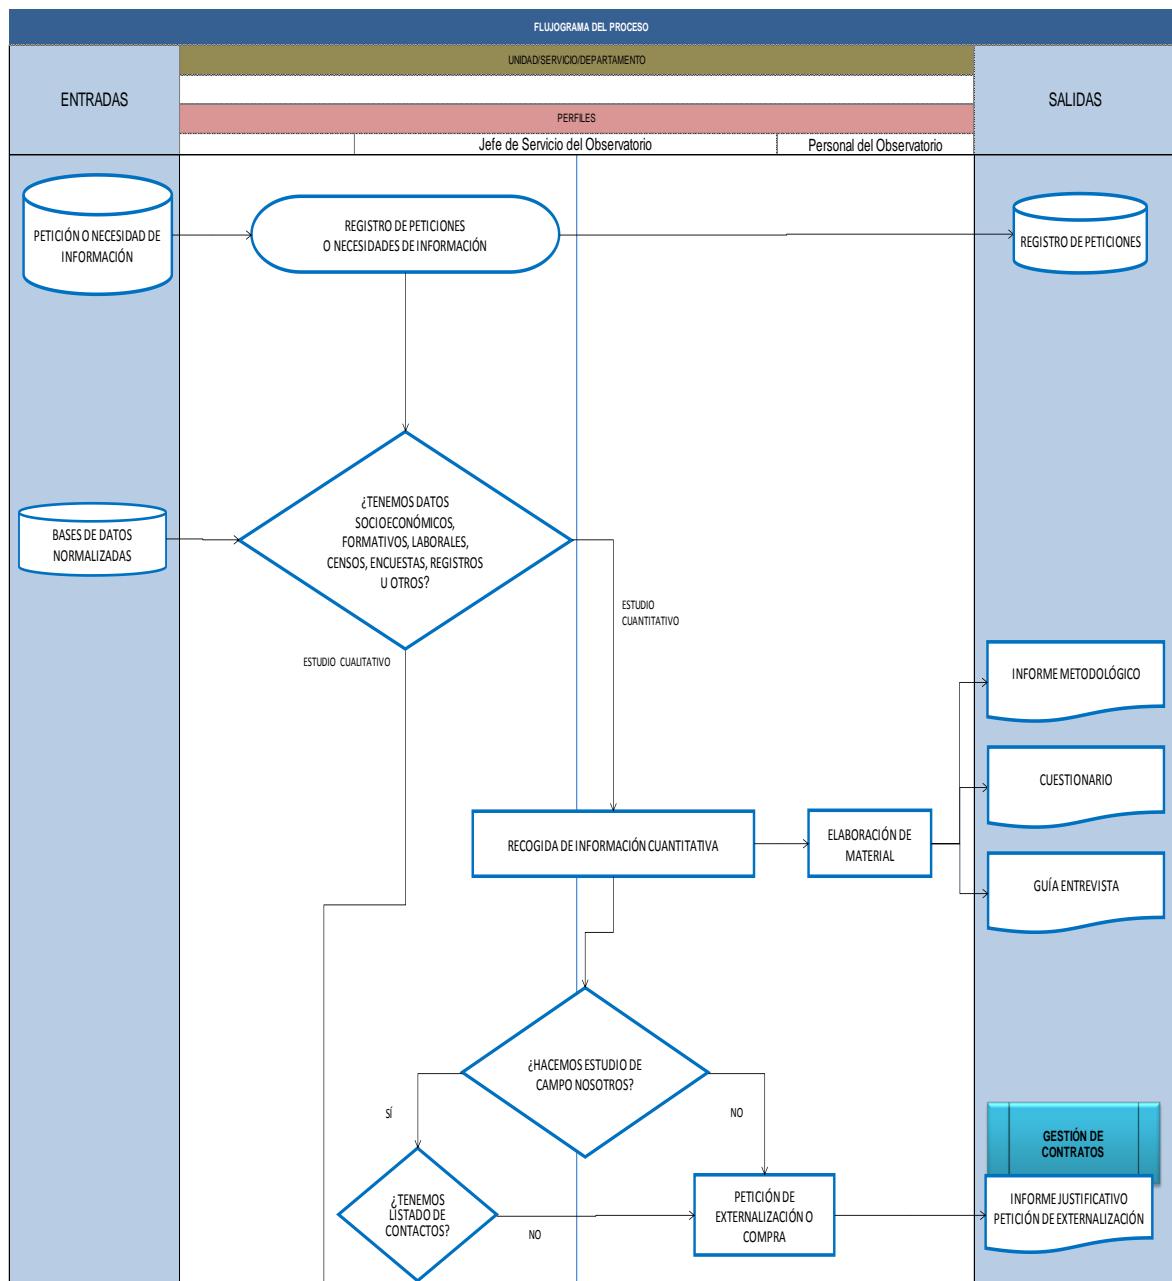 FLUJOGRAMA DEL PROCESO
UNIDAD/SERVICIO/DEPARTAMENTO
ENTRADAS
SALIDAS
PERFILES
Jefe de Servicio del Observatorio
Personal del Observatorio
PETICIÓN O NECESIDAD DE
INFORMACIÓN
REGISTRO DE PETICIONES
O NECESIDADES DE INFORMACIÓN
REGISTRO DE PETICIONES
BASES DE DATOS
NORMALIZADAS
¿TENEMOS DATOS
SOCIOECONÓMICOS,
FORMATIVOS, LABORALES,
CENSOS, ENCUESTAS, REGISTROS
U OTROS?
ESTUDIO
CUANTITATIVO
ESTUDIO CUALITATIVO
INFORME METODOLÓGICO
CUESTIONARIO
RECOGIDA DE INFORMACIÓN CUANTITATIVA
ELABORACIÓN DE
MATERIAL
GUÍA ENTREVISTA
¿HACEMOS ESTUDIO DE
CAMPO NOSOTROS?
SÍ
NO
GESTIÓN DE
CONTRATOS
¿TENEMOS
LISTADO DE
CONTACTOS?
NO
PETICIÓN DE
EXTERNALIZACIÓN O
COMPRA
INFORME JUSTIFICATIVO
PETICIÓN DE EXTERNALIZACIÓN